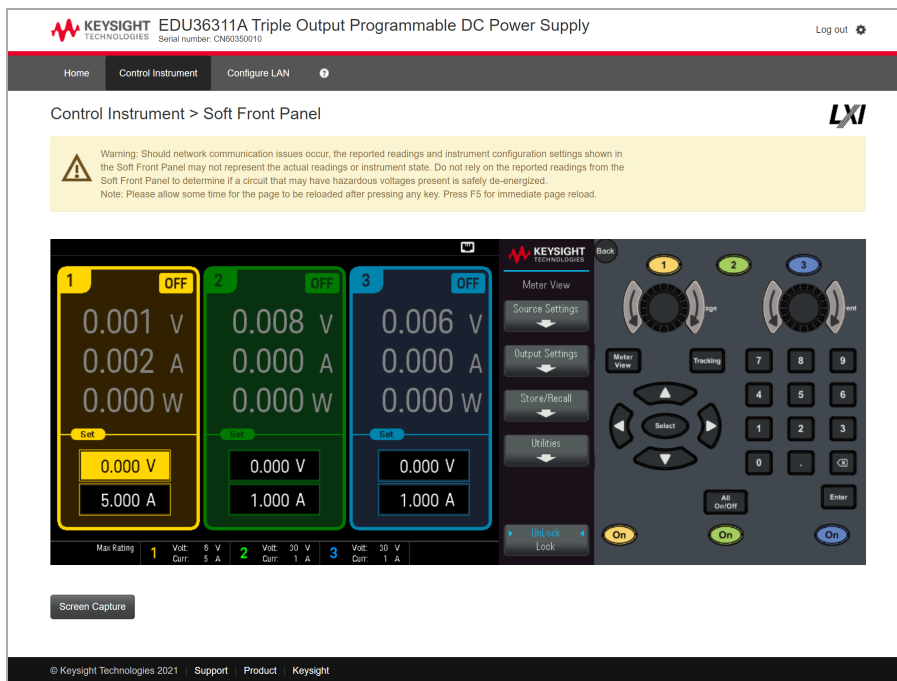 KEYSIGHT TECHNOLOGIES
EDU36311A Triple Output Programmable DC Power Supply
Serial number: CN60350010
Log out
Home Control Instrument Configure LAN ?
Control Instrument > Soft Front Panel
LXI
Warning: Should network communication issues occur, the reported readings and instrument configuration settings shown in
the Soft Front Panel may not represent the actual readings or instrument state. Do not rely on the reported readings from the
Soft Front Panel to determine if a circuit that may have hazardous voltages present is safely de-energized.
Note: Please allow some time for the page to be reloaded after pressing any key. Press F5 for immediate page reload.
1 OFF
0.001 V
0.002 A
0.000 W
Set
0.000 V
5.000 A
2 OFF
0.008 V
0.000 A
0.000 W
Set
0.000 V
1.000 A
3 OFF
0.006 V
0.000 A
0.000 W
Set
0.000 V
1.000 A
Max Rating 1 Volt: 6 V 2 Volt: 30 V 3 Volt: 30 V
Curr: 5 A Curr: 1 A Curr: 1 A
KEYSIGHT
TECHNOLOGIES
Meter View
Source Settings
Output Settings
Store/Recall
Utilities
UnLock
Lock
Back
1 2 3
age
ent
Meter
View
Tracking
7 8 9
4 5 6
Select
1 2 3
0 .
All
On/Off
Enter
On On On
Screen Capture
© Keysight Technologies 2021 | Support | Product | Keysight